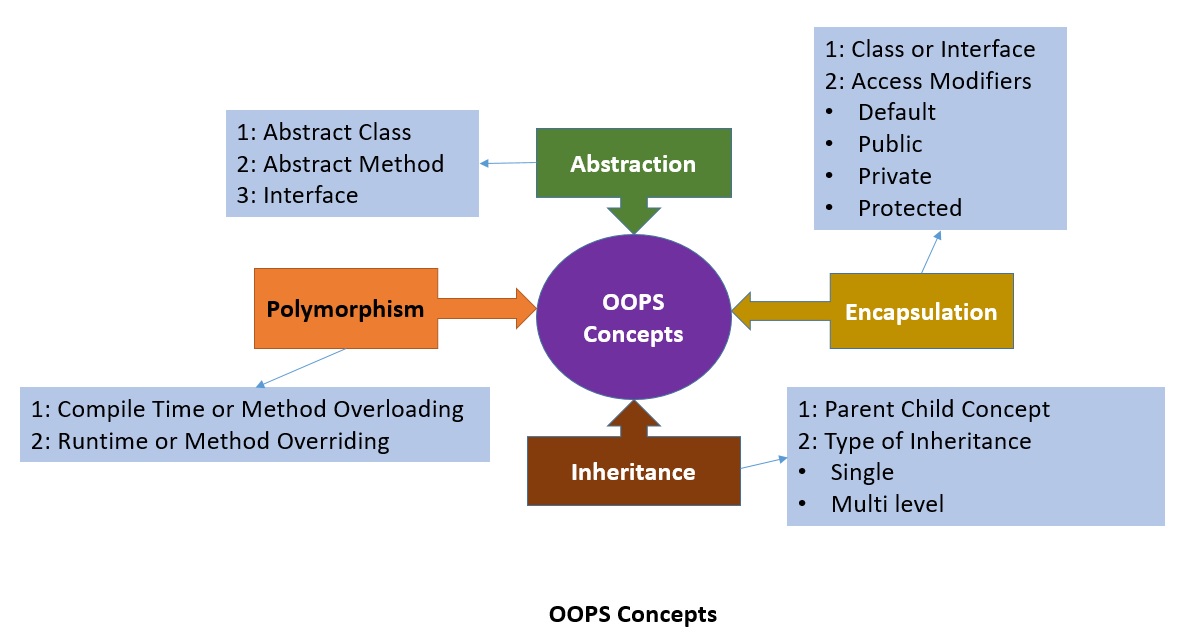 1: Class or Interface
2: Access Modifiers
• Default
• Public
• Private
• Protected
1: Abstract Class
2: Abstract Method
3: Interface
Abstraction
Polymorphism
OOPS
Concepts
Encapsulation
1: Compile Time or Method Overloading
2: Runtime or Method Overriding
Inheritance
1: Parent Child Concept
2: Type of Inheritance
• Single
• Multi level
OOPS Concepts